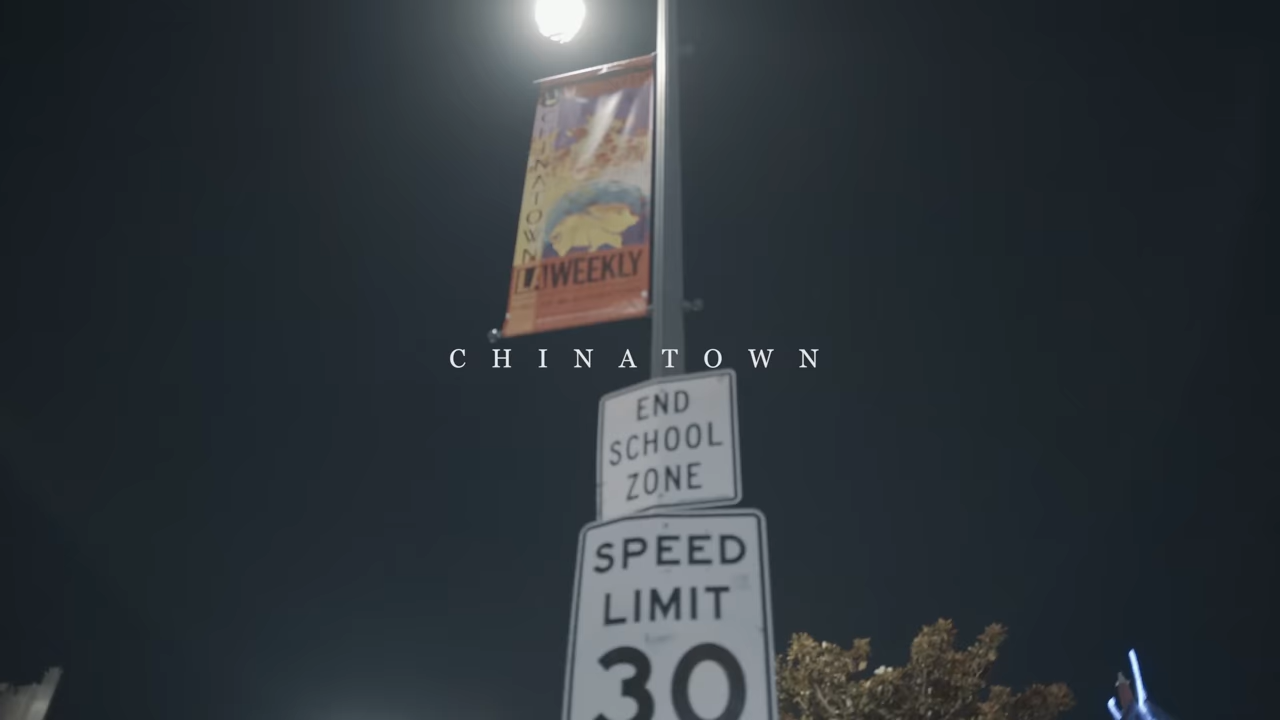 CHINATOWN
LA WEEKLY
CHINATOWN
END
SCHOOL
ZONE
SPEED
LIMIT
30